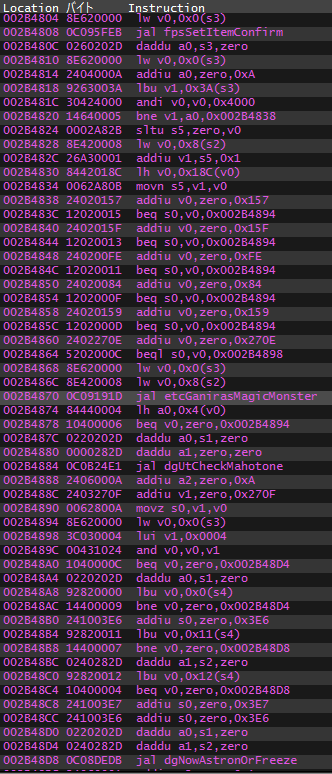 Location バイト Instruction
002B4804 8E620000 lw v0,0x0(s3)
002B4808 0C095FEB jal fpsSetItemConfirm
002B480C 0260202D daddu a0,s3,zero
002B4810 8E620000 lw v0,0x0(s3)
002B4814 2404000A addiu a0,zero,0xA
002B4818 9263003A lbu v1,0x3A(s3)
002B481C 30424000 andi v0,v0,0x4000
002B4820 14640005 bne v1,a0,0x002B4838
002B4824 0002A82B sltu s5,zero,v0
002B4828 8E420008 lw v0,0x8(s2)
002B482C 26A30001 addiu v1,s5,0x1
002B4830 8442018C lh v0,0x18C(v0)
002B4834 0062A80B movn s5,v1,v0
002B4838 24020157 addiu v0,zero,0x157
002B483C 12020015 beq s0,v0,0x002B4894
002B4840 2402015F addiu v0,zero,0x15F
002B4844 12020013 beq s0,v0,0x002B4894
002B4848 240200FE addiu v0,zero,0xFE
002B484C 12020011 beq s0,v0,0x002B4894
002B4850 24020084 addiu v0,zero,0x84
002B4854 1202000F beq s0,v0,0x002B4894
002B4858 24020159 addiu v0,zero,0x159
002B485C 1202000D beq s0,v0,0x002B4894
002B4860 2402270E addiu v0,zero,0x270E
002B4864 5202000C beql s0,v0,0x002B4898
002B4868 8E620000 lw v0,0x0(s3)
002B486C 8E420008 lw v0,0x8(s2)
002B4870 0C09191D jal etcGanirasMagicMonster
002B4874 84440004 lh a0,0x4(v0)
002B4878 10400006 beq v0,zero,0x002B4894
002B487C 0220202D daddu a0,s1,zero
002B4880 0000282D daddu a1,zero,zero
002B4884 0C0B24E1 jal dgUtCheckMahotone
002B4888 2406000A addiu a2,zero,0xA
002B488C 2403270F addiu v1,zero,0x270F
002B4890 0062800A movz s0,v1,v0
002B4894 8E620000 lw v0,0x0(s3)
002B4898 3C030004 lui v1,0x0004
002B489C 00431024 and v0,v0,v1
002B48A0 1040000C beq v0,zero,0x002B48D4
002B48A4 0220202D daddu a0,s1,zero
002B48A8 92820000 lbu v0,0x0(s4)
002B48AC 14400009 bne v0,zero,0x002B48D4
002B48B0 241003E6 addiu s0,zero,0x3E6
002B48B4 92820011 lbu v0,0x11(s4)
002B48B8 14400007 bne v0,zero,0x002B48D8
002B48BC 0240282D daddu a1,s2,zero
002B48C0 92820012 lbu v0,0x12(s4)
002B48C4 10400004 beq v0,zero,0x002B48D8
002B48C8 241003E7 addiu s0,zero,0x3E7
002B48CC 241003E6 addiu s0,zero,0x3E6
002B48D0 0220202D daddu a0,s1,zero
002B48D4 0240282D daddu a1,s2,zero
002B48D8 0C08DEDB jal dgNowAstronOrFreeze